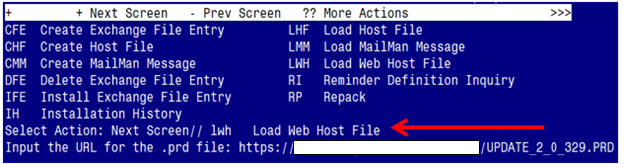 + + Next Screen - Prev Screen ?? More Actions >>>
CFE Create Exchange File Entry LHF Load Host File
CHF Create Host File LMM Load MailMan Message
CMM Create MailMan Message LWH Load Web Host File
DFE Delete Exchange File Entry RI Reminder Definition Inquiry
IFE Install Exchange File Entry RP Repack
IH Installation History
Select Action: Next Screen// lwh Load Web Host File
Input the URL for the .prd file: https:// /UPDATE_2_0_329.PRD